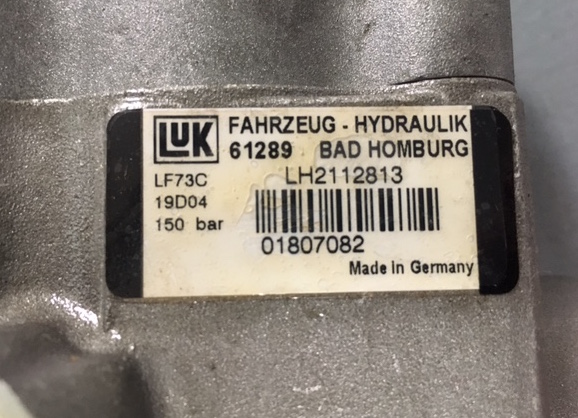 LUK
FAHRZEUG - HYDRAULIK
61289 BAD HOMBURG
LF73C
LH2112813
19D04
150 bar
01807082
Made in Germany